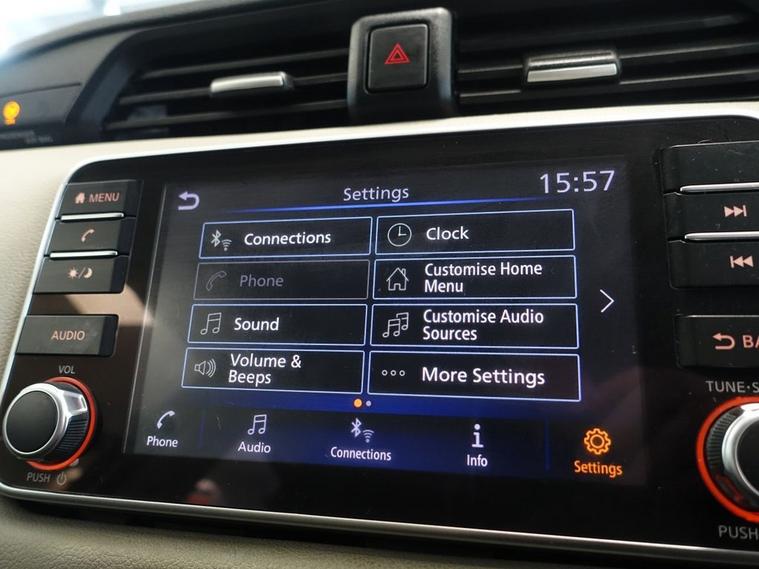 MENU
Settings
15:57
Connections
Clock
Phone
Customise Home
Menu
Sound
Customise Audio
Sources
Volume &
Beeps
More Settings
AUDIO
VOL
PUSH
Phone
Audio
Connections
Info
Settings
BA
TUNE·S
PUSH